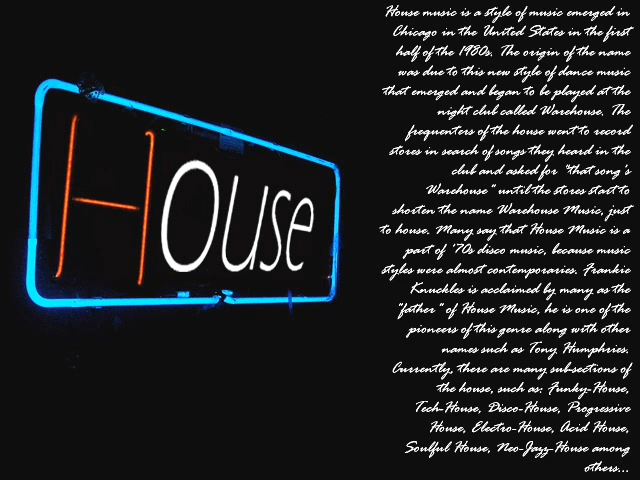 House
House music is a style of music emerged in
Chicago in the United States in the first
half of the 1980s. The origin of the name
was due to this new style of dance music
that emerged and began to be played at the
night club called Warehouse. The
frequenters of the house went to record
stores in search of songs they heard in the
club and asked for "that song's
Warehouse" until the stores start to
shorten the name Warehouse Music, just
to house. Many say that House Music is a
part of '70s disco music, because music
styles were almost contemporaries. Frankie
Knuckles is acclaimed by many as the
"father" of House Music, he is one of the
pioneers of this genre along with other
names such as Tony Humphries.
Currently, there are many sub-sections of
the house, such as: Funky-House,
Tech-House, Disco-House, Progressive
House, Electro-House, Acid House,
Soulful House, Neo-Jazz-House among
others...